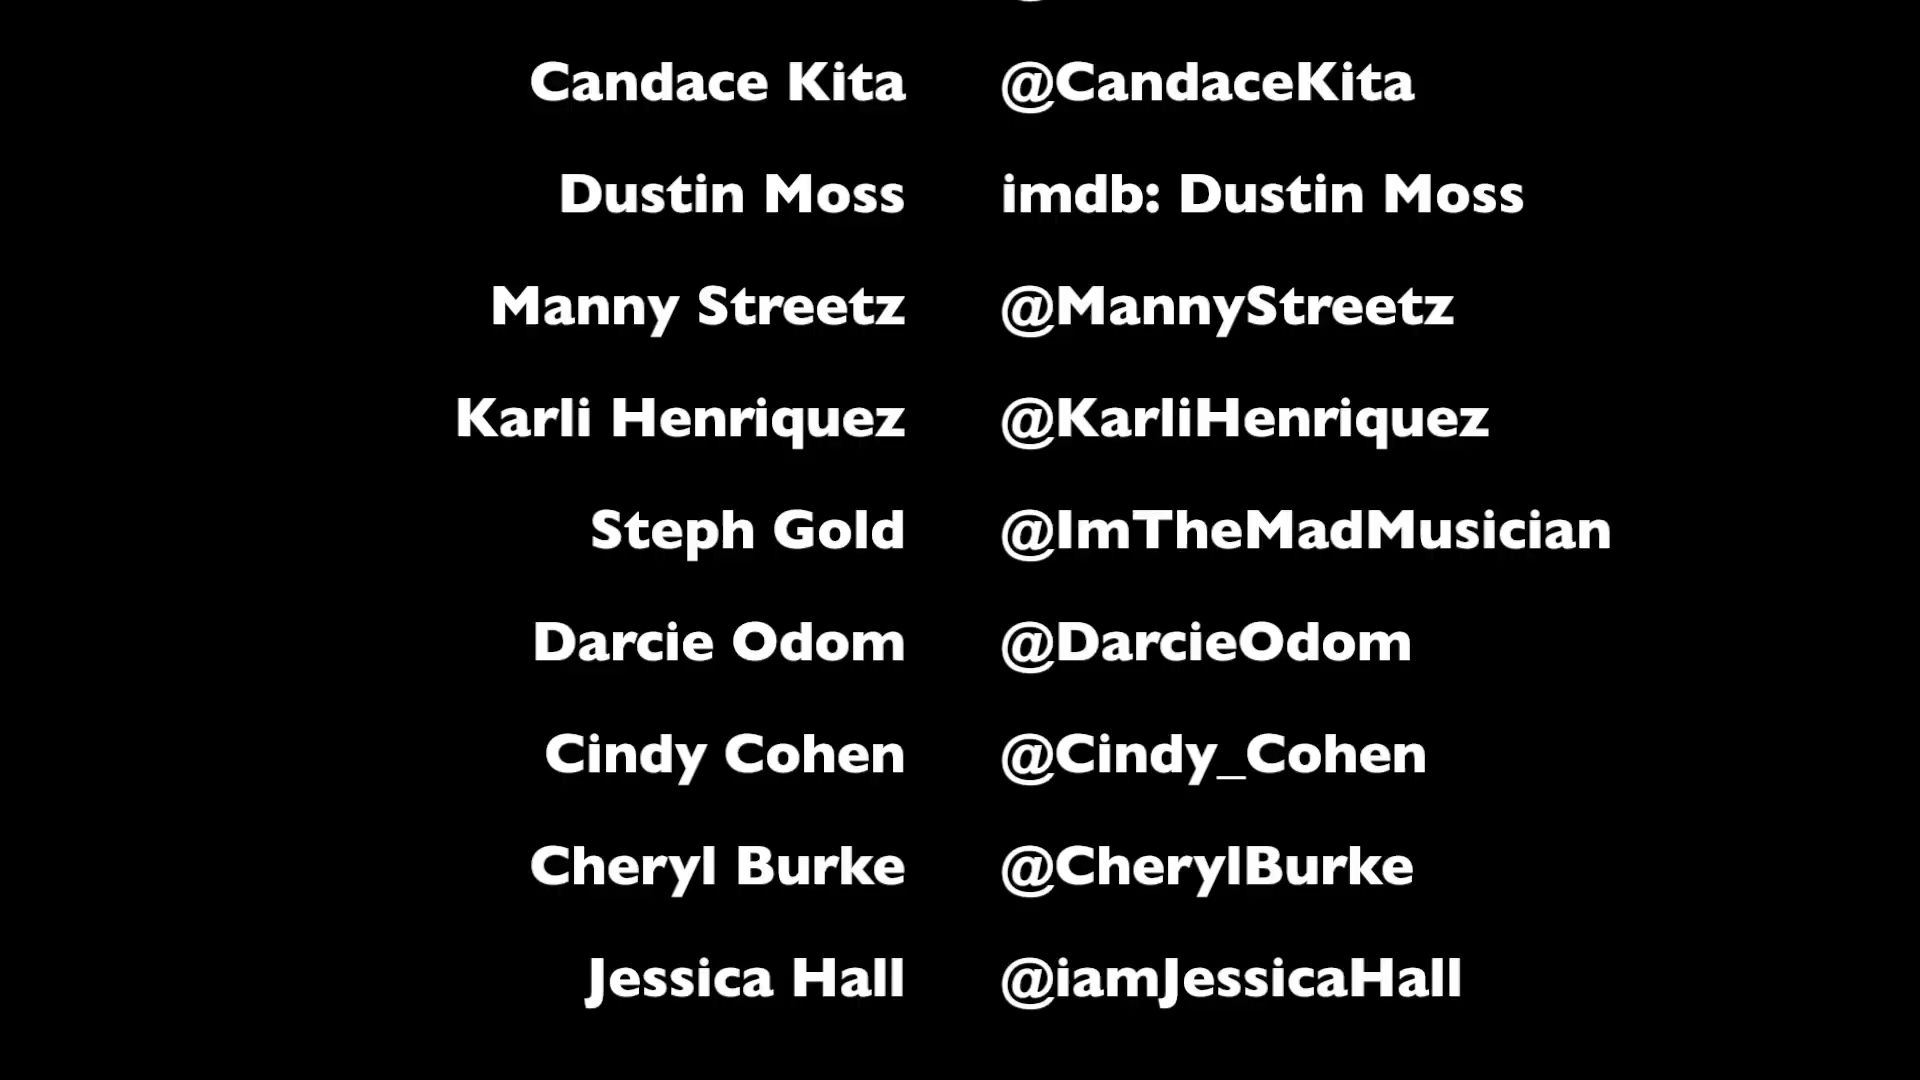 Candace Kita @CandaceKita
Dustin Moss imdb: Dustin Moss
Manny Streetz @MannyStreetz
Karli Henriquez @KarliHenriquez
Steph Gold @ImTheMadMusician
Darcie Odom @DarcieOdom
Cindy Cohen @Cindy_Cohen
Cheryl Burke @CherylBurke
Jessica Hall @iamJessicaHall